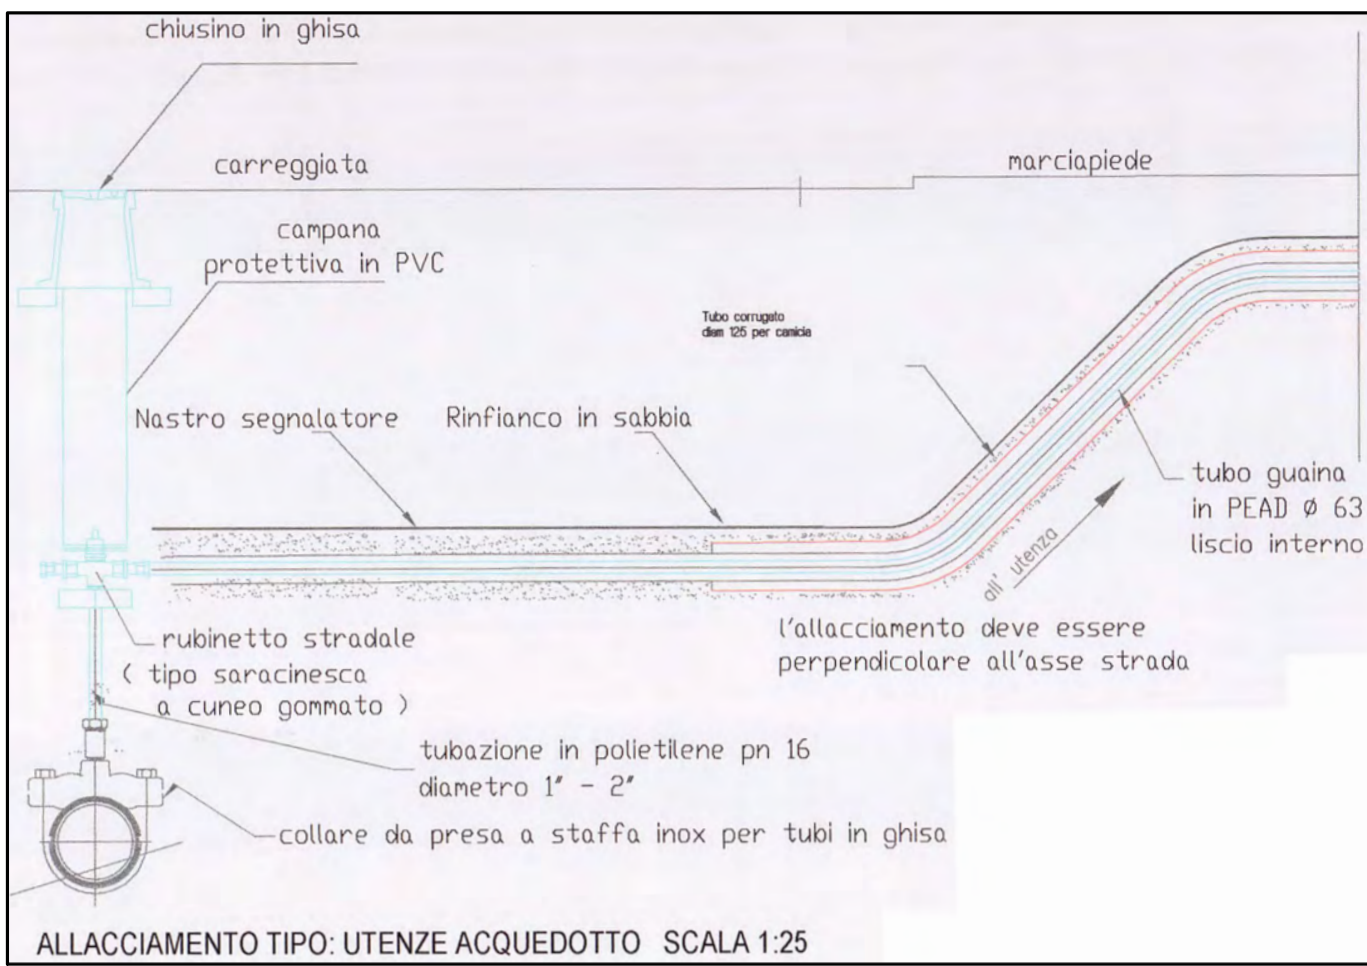 chiusino in ghisa
carreggiata
marciapiede
campana
protettiva in PVC
Tubo corrugato
diam 125 per camicia
Nastro segnalatore
Rinfianco in sabbia
tubo guaina
in PEAD Ø 63
liscio interno
all' utenza
rubinetto stradale
( tipo saracinesca
a cuneo gommato )
l'allacciamento deve essere
perpendicolare all'asse strada
tubazione in polietilene pn 16
diametro 1" - 2"
collare da presa a staffa inox per tubi in ghisa
ALLACCIAMENTO TIPO: UTENZE ACQUEDOTTO SCALA 1:25